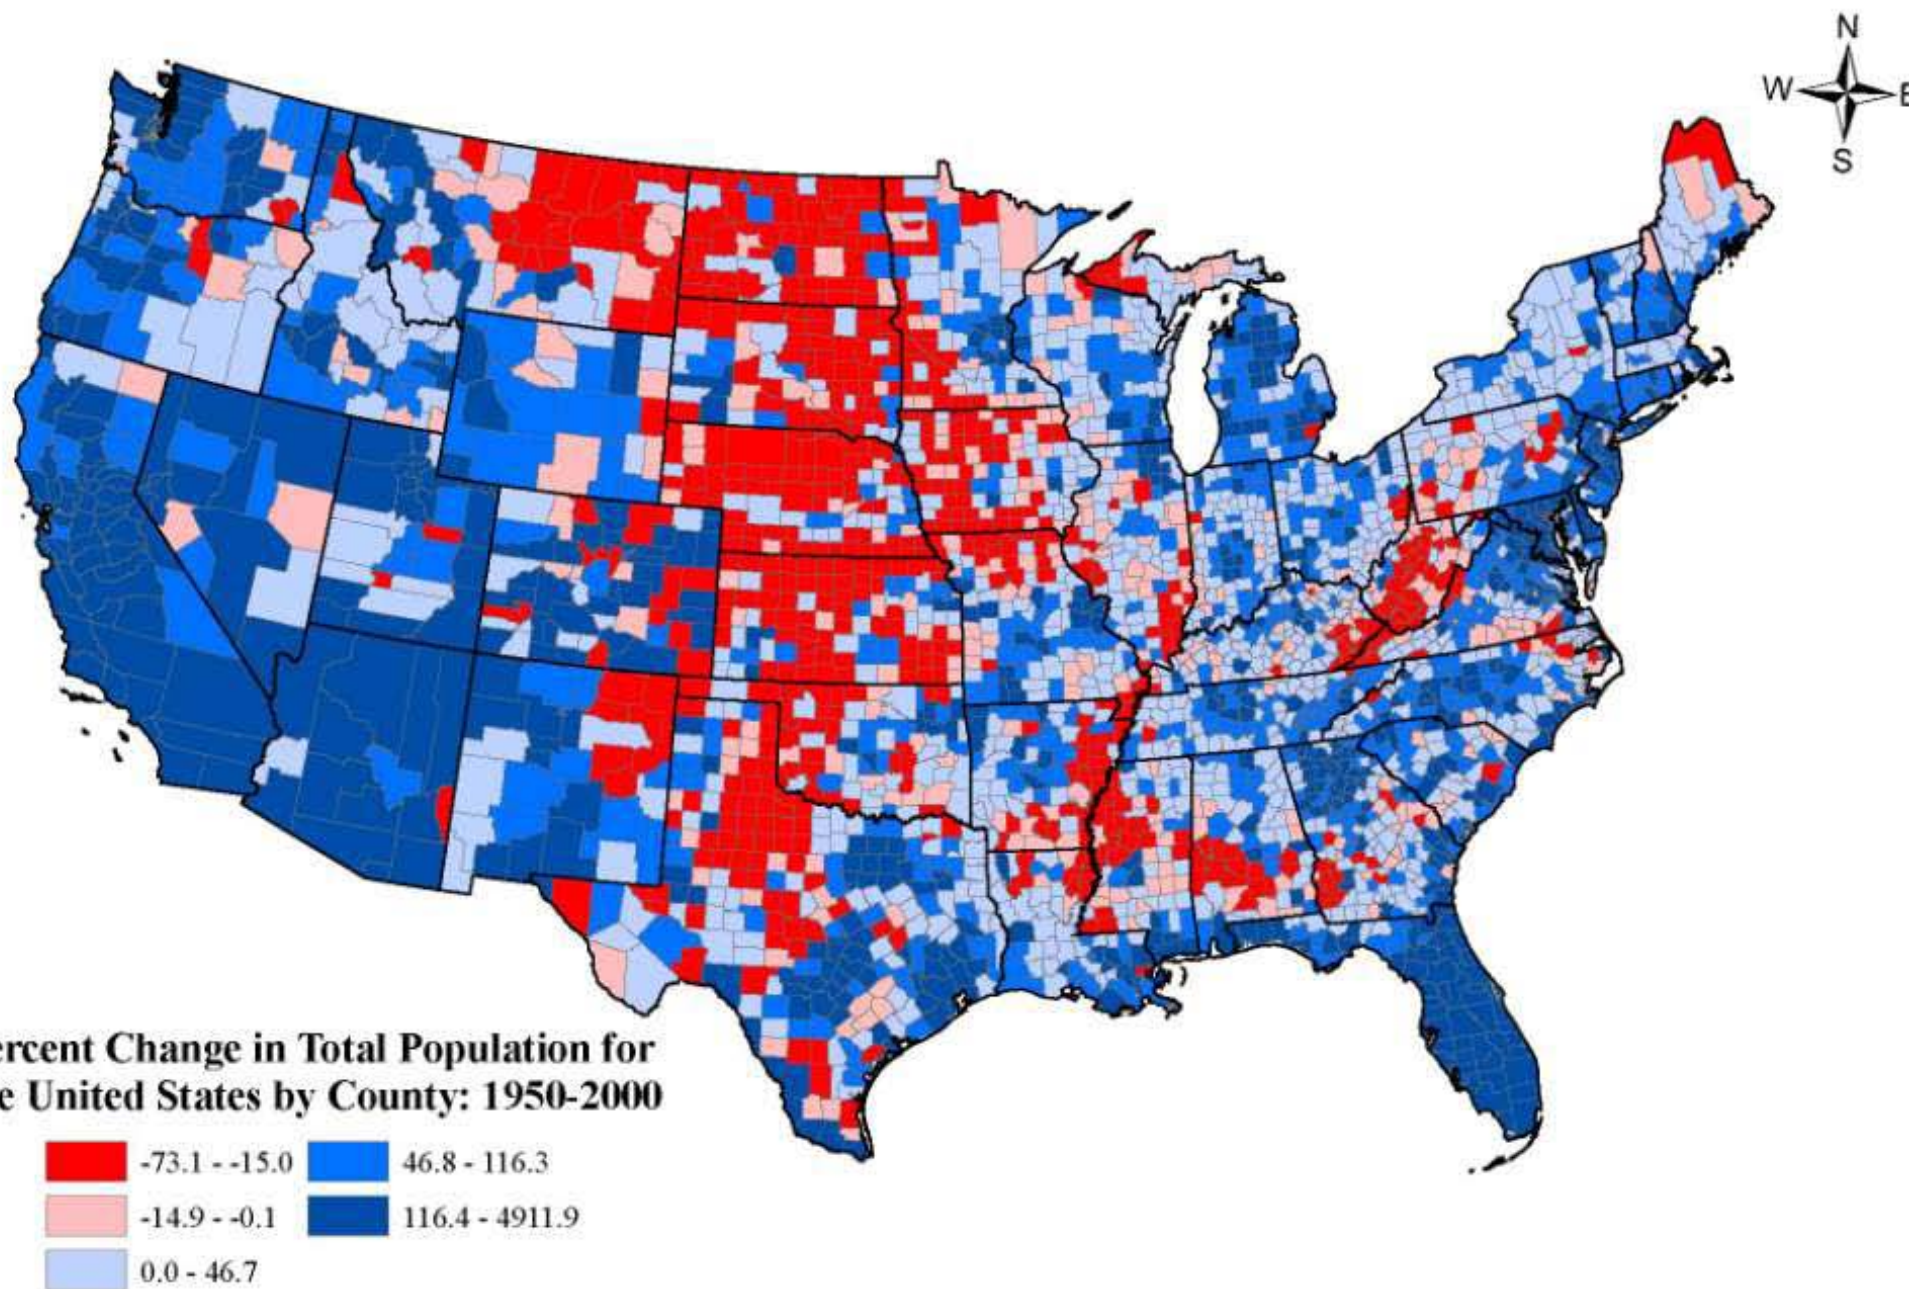 N
W E
S
ercent Change in Total Population for
e United States by County: 1950-2000
-73.1 - -15.0 46.8 - 116.3
-14.9 - -0.1 116.4 - 4911.9
0.0 - 46.7